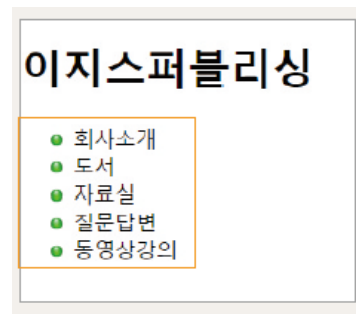 이지스퍼블리싱
회사소개
도서
자료실
질문답변
동영상강의